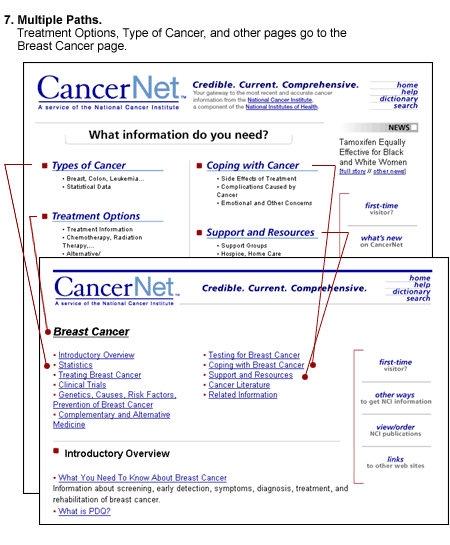 7. Multiple Paths.
Treatment Options, Type of Cancer, and other pages go to the
Breast Cancer page.
CancerNet™
A service of the National Cancer Institute
Credible. Current. Comprehensive.
Your gateway to the most recent and accurate cancer
information from the National Cancer Institute,
a component of the National Institutes of Health.
home
help
dictionary
search
What information do you need?
NEWS
Tamoxifen Equally
Effective for Black
and White Women
[full story // other news]
Types of Cancer
• Breast, Colon, Leukemia...
• Statistical Data
Coping with Cancer
• Side Effects of Treatment
• Complications Caused by
Cancer
• Emotional and Other Concerns
Treatment Options
• Treatment Information
• Chemotherapy, Radiation
Therapy,...
• Alternative/
Support and Resources
• Support Groups
• Hospice, Home Care
first-time
visitor?
what's new
on CancerNet
CancerNet™
A service of the National Cancer Institute
Credible. Current. Comprehensive.
home
help
dictionary
search
Breast Cancer
• Introductory Overview
• Statistics
• Treating Breast Cancer
• Clinical Trials
• Genetics, Causes, Risk Factors,
Prevention of Breast Cancer
• Complementary and Alternative
Medicine
• Testing for Breast Cancer
• Coping with Breast Cancer
• Support and Resources
• Cancer Literature
• Related Information
first-time
visitor?
other ways
to get NCI information
view/order
NCI publications
links
to other web sites
Introductory Overview
• What You Need To Know About Breast Cancer
Information about screening, early detection, symptoms, diagnosis, treatment, and
rehabilitation of breast cancer.
• What is PDQ?